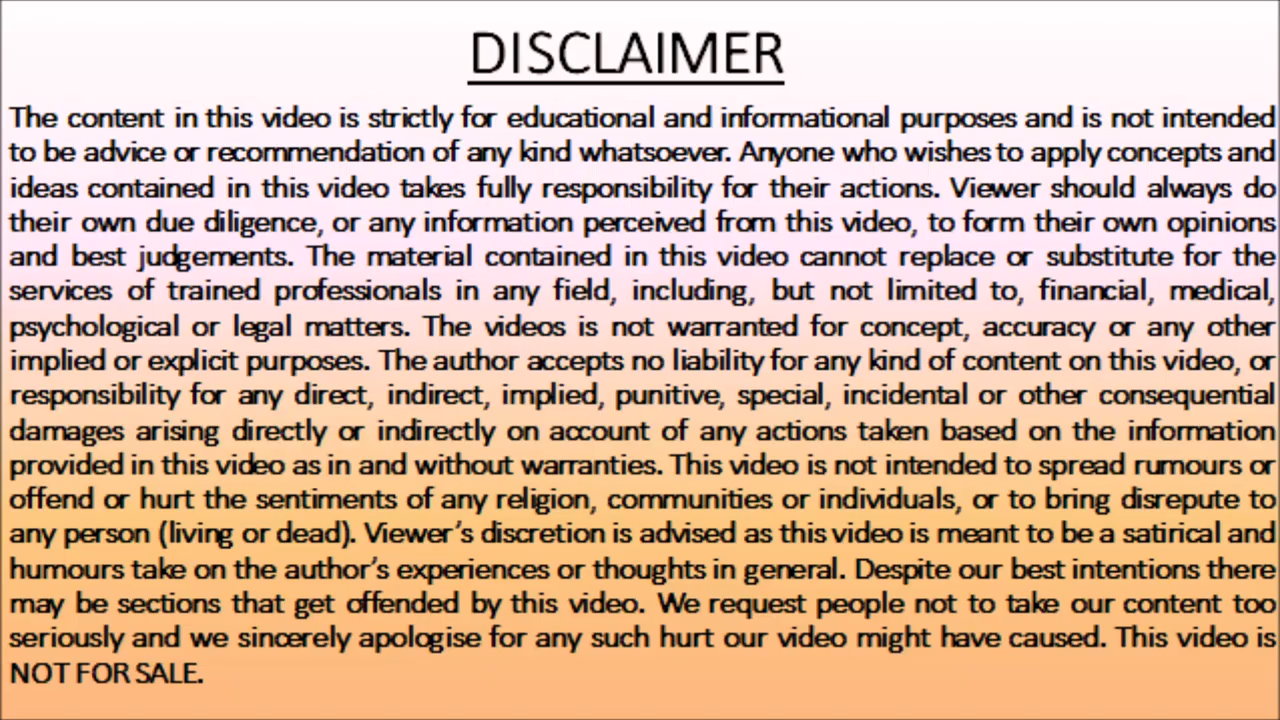 DISCLAIMER
The content in this video is strictly for educational and informational purposes and is not intended
to be advice or recommendation of any kind whatsoever. Anyone who wishes to apply concepts and
ideas contained in this video takes fully responsibility for their actions. Viewer should always do
their own due diligence, or any information perceived from this video, to form their own opinions
and best judgements. The material contained in this video cannot replace or substitute for the
services of trained professionals in any field, including, but not limited to, financial, medical,
psychological or legal matters. The videos is not warranted for concept, accuracy or any other
implied or explicit purposes. The author accepts no liability for any kind of content on this video, or
responsibility for any direct, indirect, implied, punitive, special, incidental or other consequential
damages arising directly or indirectly on account of any actions taken based on the information
provided in this video as in and without warranties. This video is not intended to spread rumours or
offend or hurt the sentiments of any religion, communities or individuals, or to bring disrepute to
any person (living or dead). Viewer’s discretion is advised as this video is meant to be a satirical and
humours take on the author’s experiences or thoughts in general. Despite our best intentions there
may be sections that get offended by this video. We request people not to take our content too
seriously and we sincerely apologise for any such hurt our video might have caused. This video is
NOT FOR SALE.